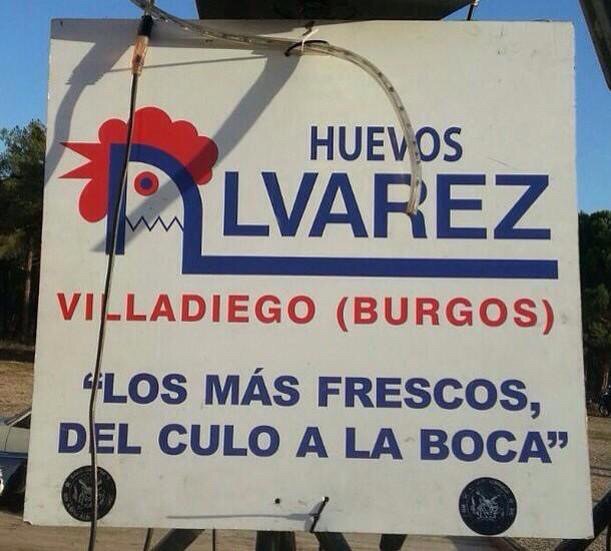 HUEVOS
ALVAREZ
VILLADIEGO (BURGOS)
“LOS MÁS FRESCOS,
DEL CULO A LA BOCA”